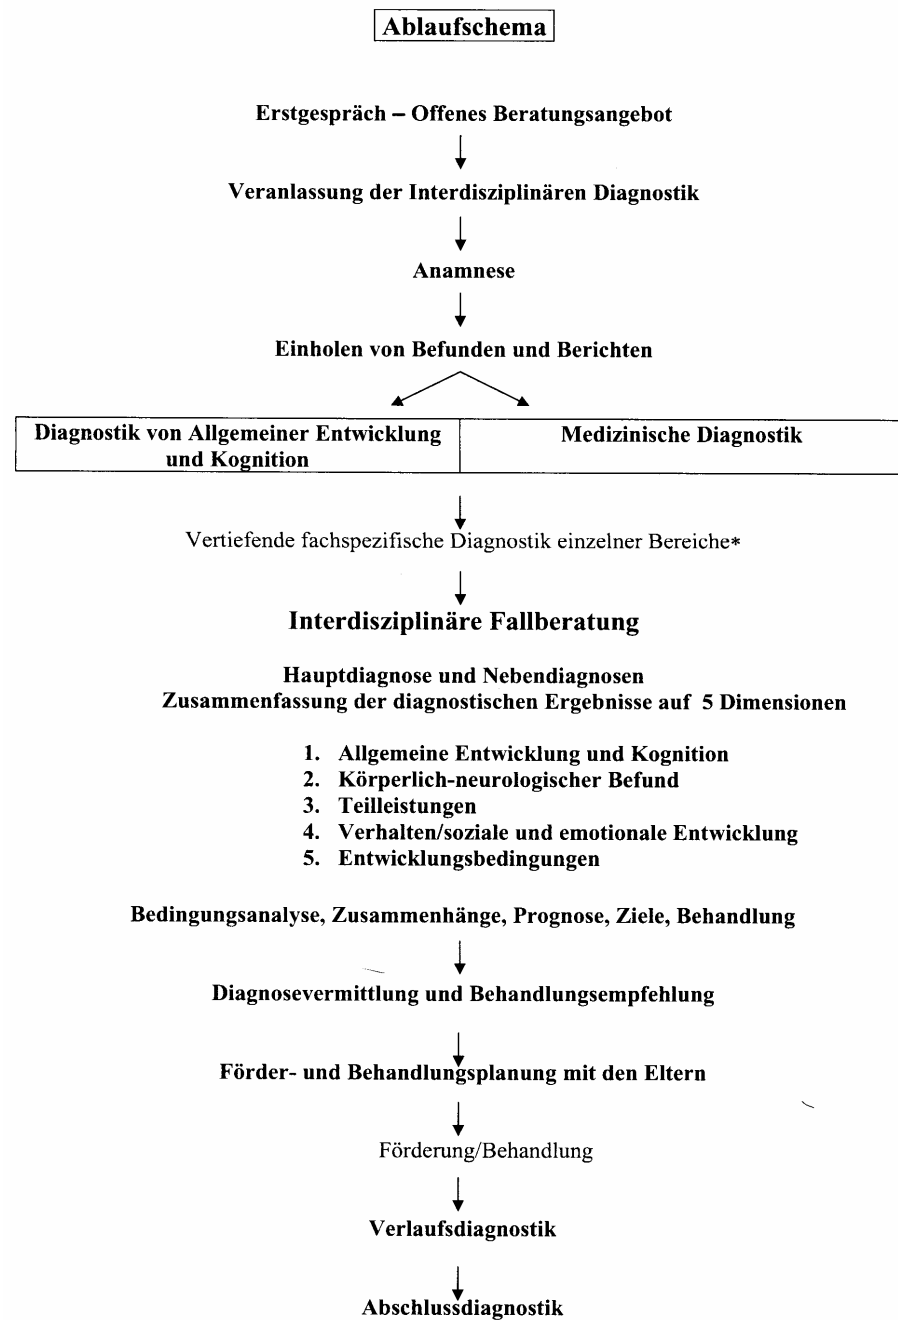 Ablaufschema
Erstgespräch – Offenes Beratungsangebot
Veranlassung der Interdisziplinären Diagnostik
Anamnese
Einholen von Befunden und Berichten
Diagnostik von Allgemeiner Entwicklung
und Kognition
Medizinische Diagnostik
Vertiefende fachspezifische Diagnostik einzelner Bereiche*
Interdisziplinäre Fallberatung
Hauptdiagnose und Nebendiagnosen
Zusammenfassung der diagnostischen Ergebnisse auf 5 Dimensionen
1. Allgemeine Entwicklung und Kognition
2. Körperlich-neurologischer Befund
3. Teilleistungen
4. Verhalten/soziale und emotionale Entwicklung
5. Entwicklungsbedingungen
Bedingungsanalyse, Zusammenhänge, Prognose, Ziele, Behandlung
Diagnosevermittlung und Behandlungsempfehlung
Förder- und Behandlungsplanung mit den Eltern
Förderung/Behandlung
Verlaufsdiagnostik
Abschlussdiagnostik